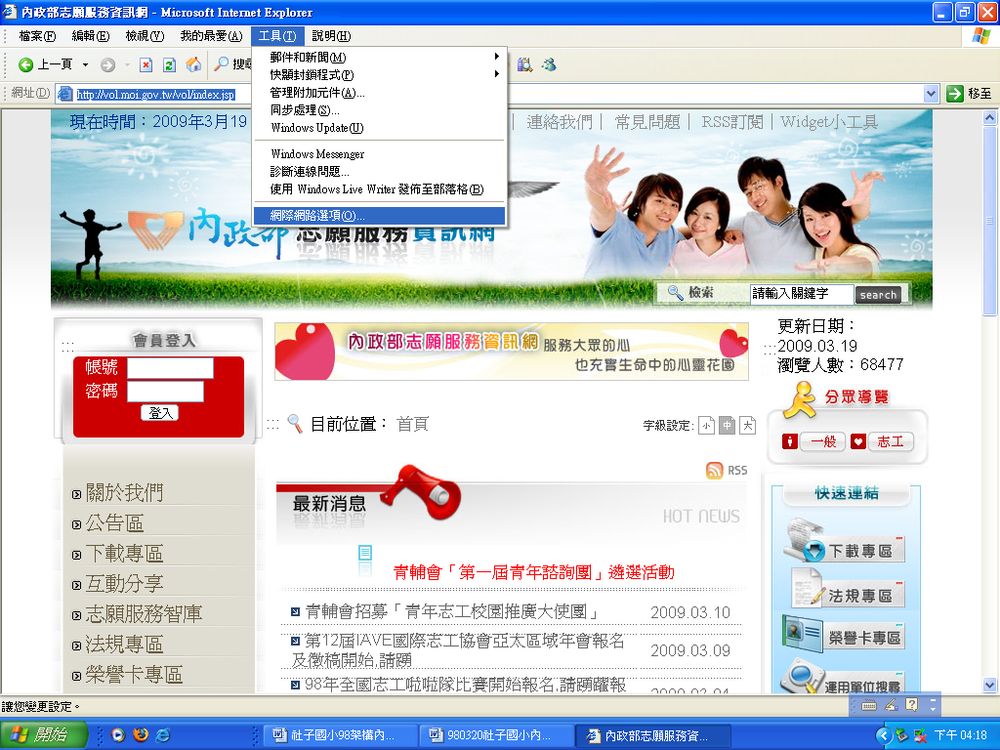 內政部志願服務資訊網 - Microsoft Internet Explorer
檔案(F) 編輯(E) 檢視(V) 我的最愛(A) 工具(T) 說明(H)
上一頁 搜尋
網址(D) http://vol.moi.gov.tw/vol/index.jsp 移至
郵件和新聞(M)
快顯封鎖程式(P)
管理附加元件(A)...
同步處理(S)...
Windows Update(U)
Windows Messenger
診斷連線問題...
使用 Windows Live Writer 發佈至部落格(B)
網際網路選項(O)...
現在時間：2009年3月19
| 連絡我們 | 常見問題 | RSS訂閱 | Widget小工具
內政部志願服務資訊網
檢索 請輸入關鍵字 search
會員登入
帳號
密碼
登入
內政部志願服務資訊網 服務大眾的心
也充實生命中的心靈花園
更新日期：
:::2009.03.19
瀏覽人數：68477
::: 目前位置： 首頁
字級設定: 小 中 大
分眾導覽
一般 志工
RSS
最新消息
HOT NEWS
青輔會「第一屆青年諮詢團」遴選活動
青輔會招募「青年志工校園推廣大使團」 2009.03.10
第12屆IAVE國際志工協會亞太區域年會報名及徵稿開始,請踴 2009.03.09
98年全國志工啦啦隊比賽開始報名,請踴躍報 2009.03.04
關於我們
公告區
下載專區
互動分享
志願服務智庫
法規專區
榮譽卡專區
快速連結
下載專區
法規專區
榮譽卡專區
運用單位搜尋
讓您變更設定。
開始 社子國小98架構內... 980320社子國小內... 內政部志願服務資... 下午 04:18